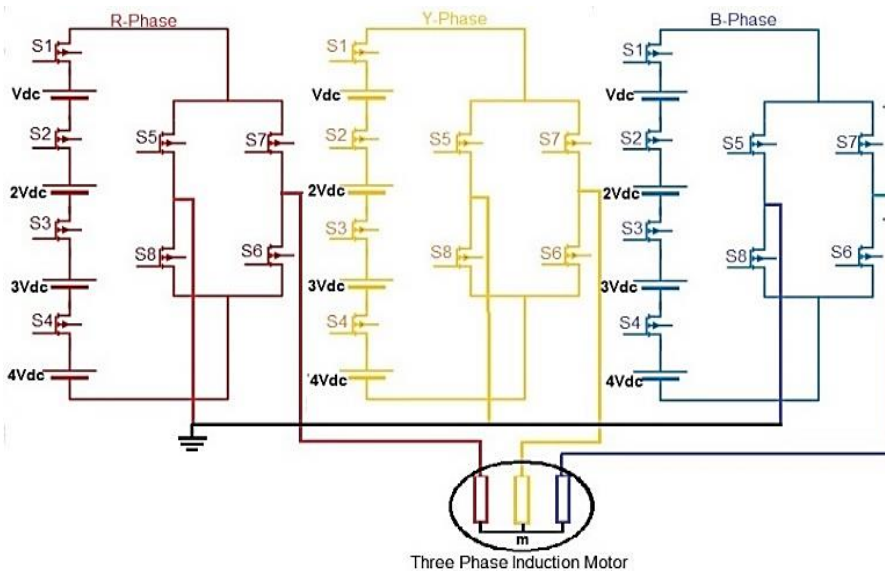 R-Phase
S1
Vdc
S2
2Vdc
S3
3Vdc
S4
4Vdc
S5
S7
S8
S6
Y-Phase
S1
Vdc
S2
2Vdc
S3
3Vdc
S4
4Vdc
S5
S7
S8
S6
B-Phase
S1
Vdc
S2
2Vdc
S3
3Vdc
S4
4Vdc
S5
S7
S8
S6
m
Three Phase Induction Motor